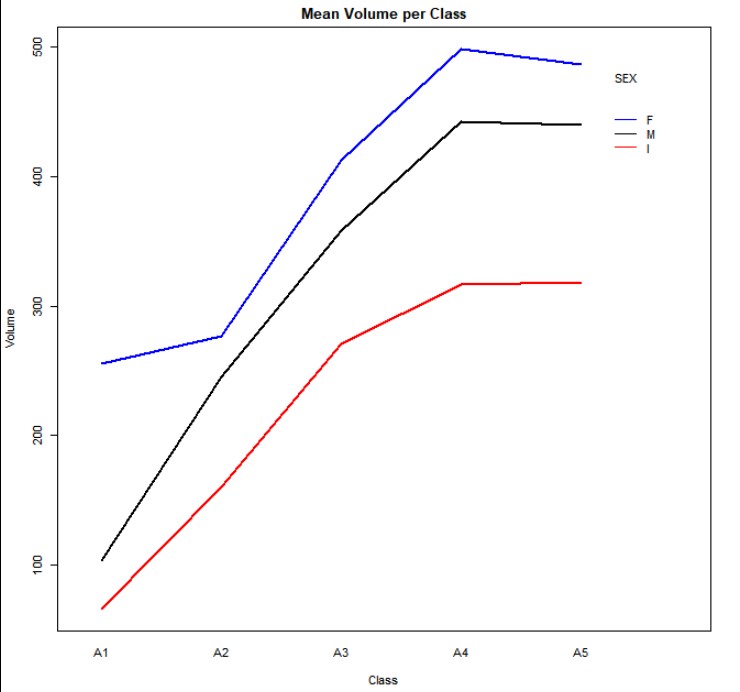 Mean Volume per Class
500
400
300
200
100
Volume
SEX
F
M
I
A1 A2 A3 A4 A5
Class